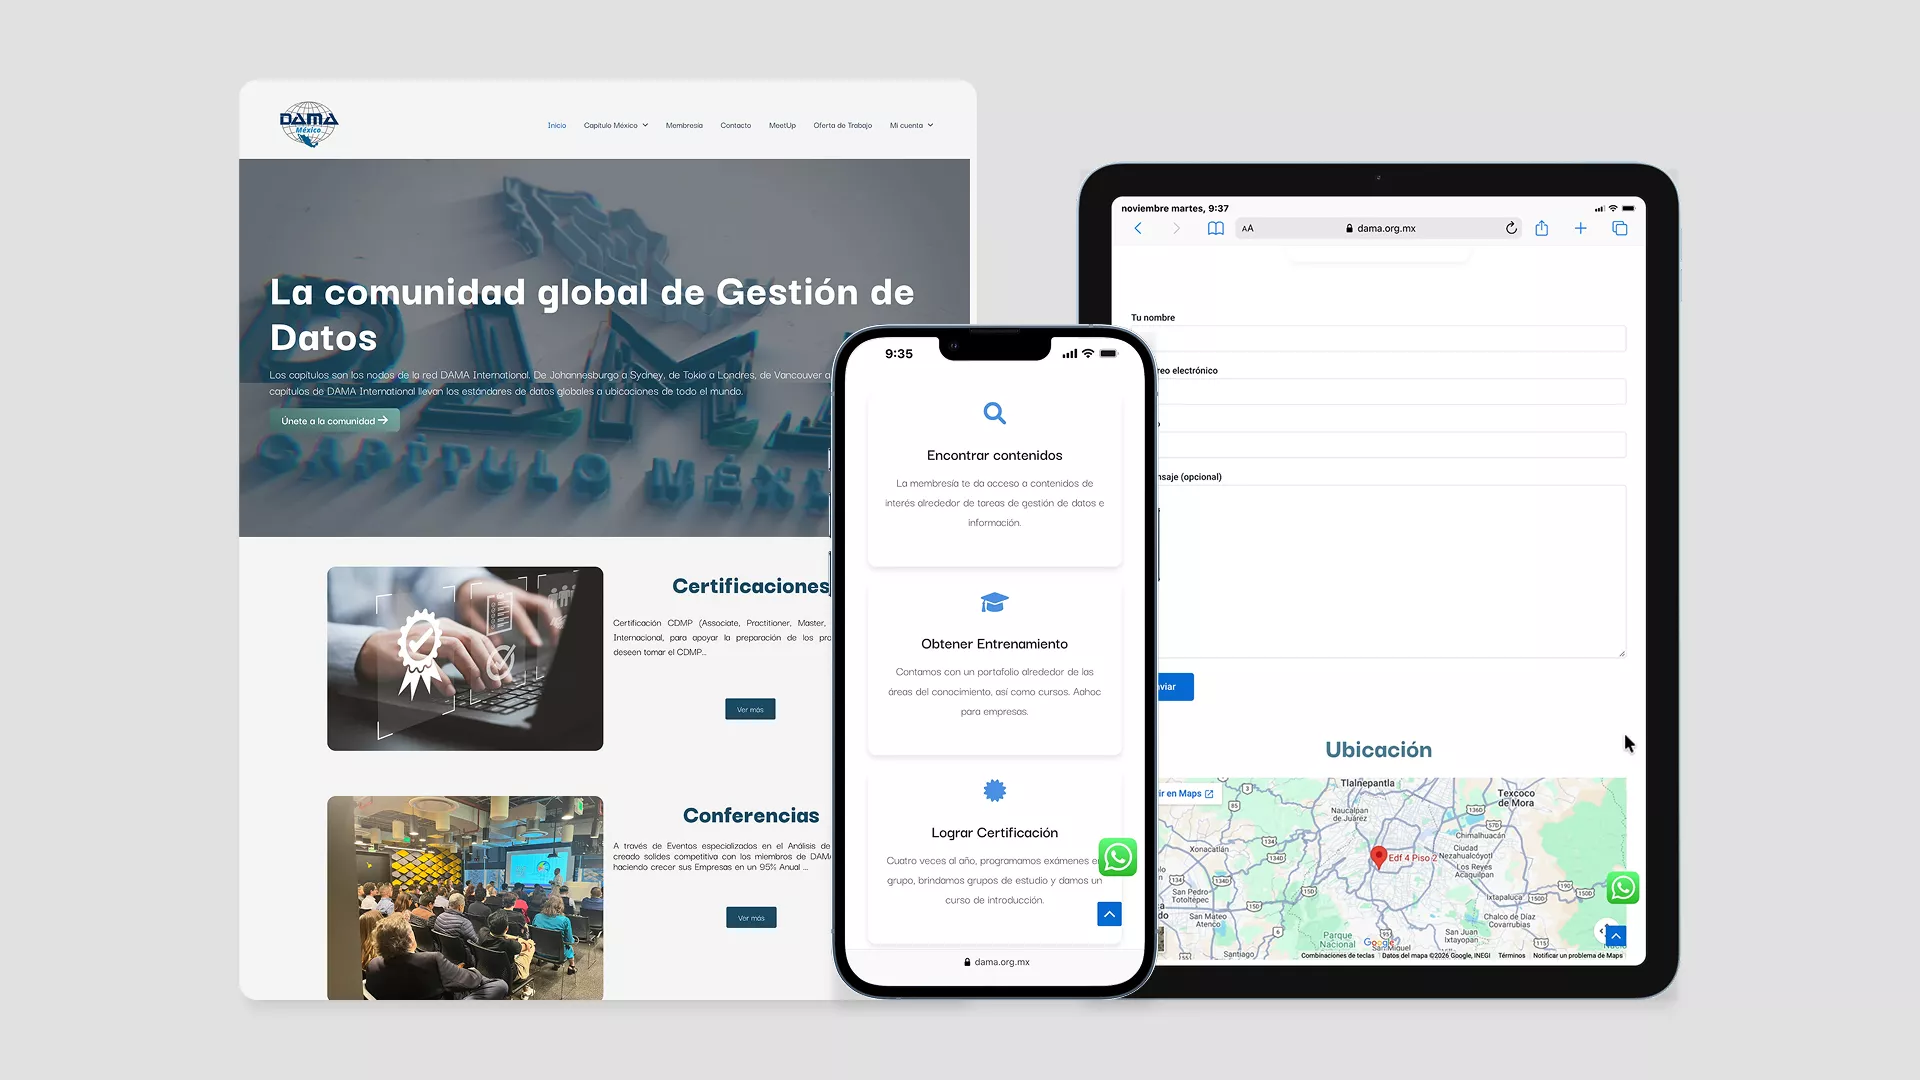 DAMA
México
Inicio
Capítulo México
Membresía
Contacto
MeetUp
Oferta de Trabajo
Mi cuenta
La comunidad global de Gestión de
Datos
Los capítulos son los nodos de la red DAMA International. De Johannesburgo a Sydney, de Tokio a Londres, de Vancouver a
capítulos de DAMA International llevan los estándares de datos globales a ubicaciones de todo el mundo.
Únete a la comunidad
DAMA
CAPÍTULO MÉX
Certificaciones
Certificación CDMP (Associate, Practitioner, Master,
Internacional, para apoyar la preparación de los
deseen tomar el CDMP...
Ver más
Conferencias
A través de Eventos especializados en el Análisis de
creado solides competitiva con los miembros de DAMA
haciendo crecer sus Empresas en un 95% Anual ...
Ver más
9:35
Encontrar contenidos
La membresía te da acceso a contenidos de
interés alrededor de tareas de gestión de datos e
información.
Obtener Entrenamiento
Contamos con un portafolio alrededor de las
áreas del conocimiento, así como cursos. Aahoc
para empresas.
Lograr Certificación
Cuatro veces al año, programamos exámenes en
grupo, brindamos grupos de estudio y damos un
curso de introducción.
dama.org.mx
noviembre martes, 9:37
AA
dama.org.mx
Tu nombre
reo electrónico
nsaje (opcional)
viar
Ubicación
ir en Maps
Tlalnepantla
Texcoco
de Mora
Naucalpan
de Juárez
Chimalhuacán
Xonacatlán
Ciudad
Nezahualcóyotl
Edf 4 Piso 2
Los Reyes
Acaquilpan
San Pedro
Totoltepec
Ixtapaluca
San Mateo
Atenco
Chalco de Díaz
Covarrubias
San Juan
Ixtayopan
Parque
Nacional
Google
San Miguel
Santiago
Combinaciones de teclas
Datos del mapa ©2026 Google, INEGI
Términos
Notificar un problema de Maps